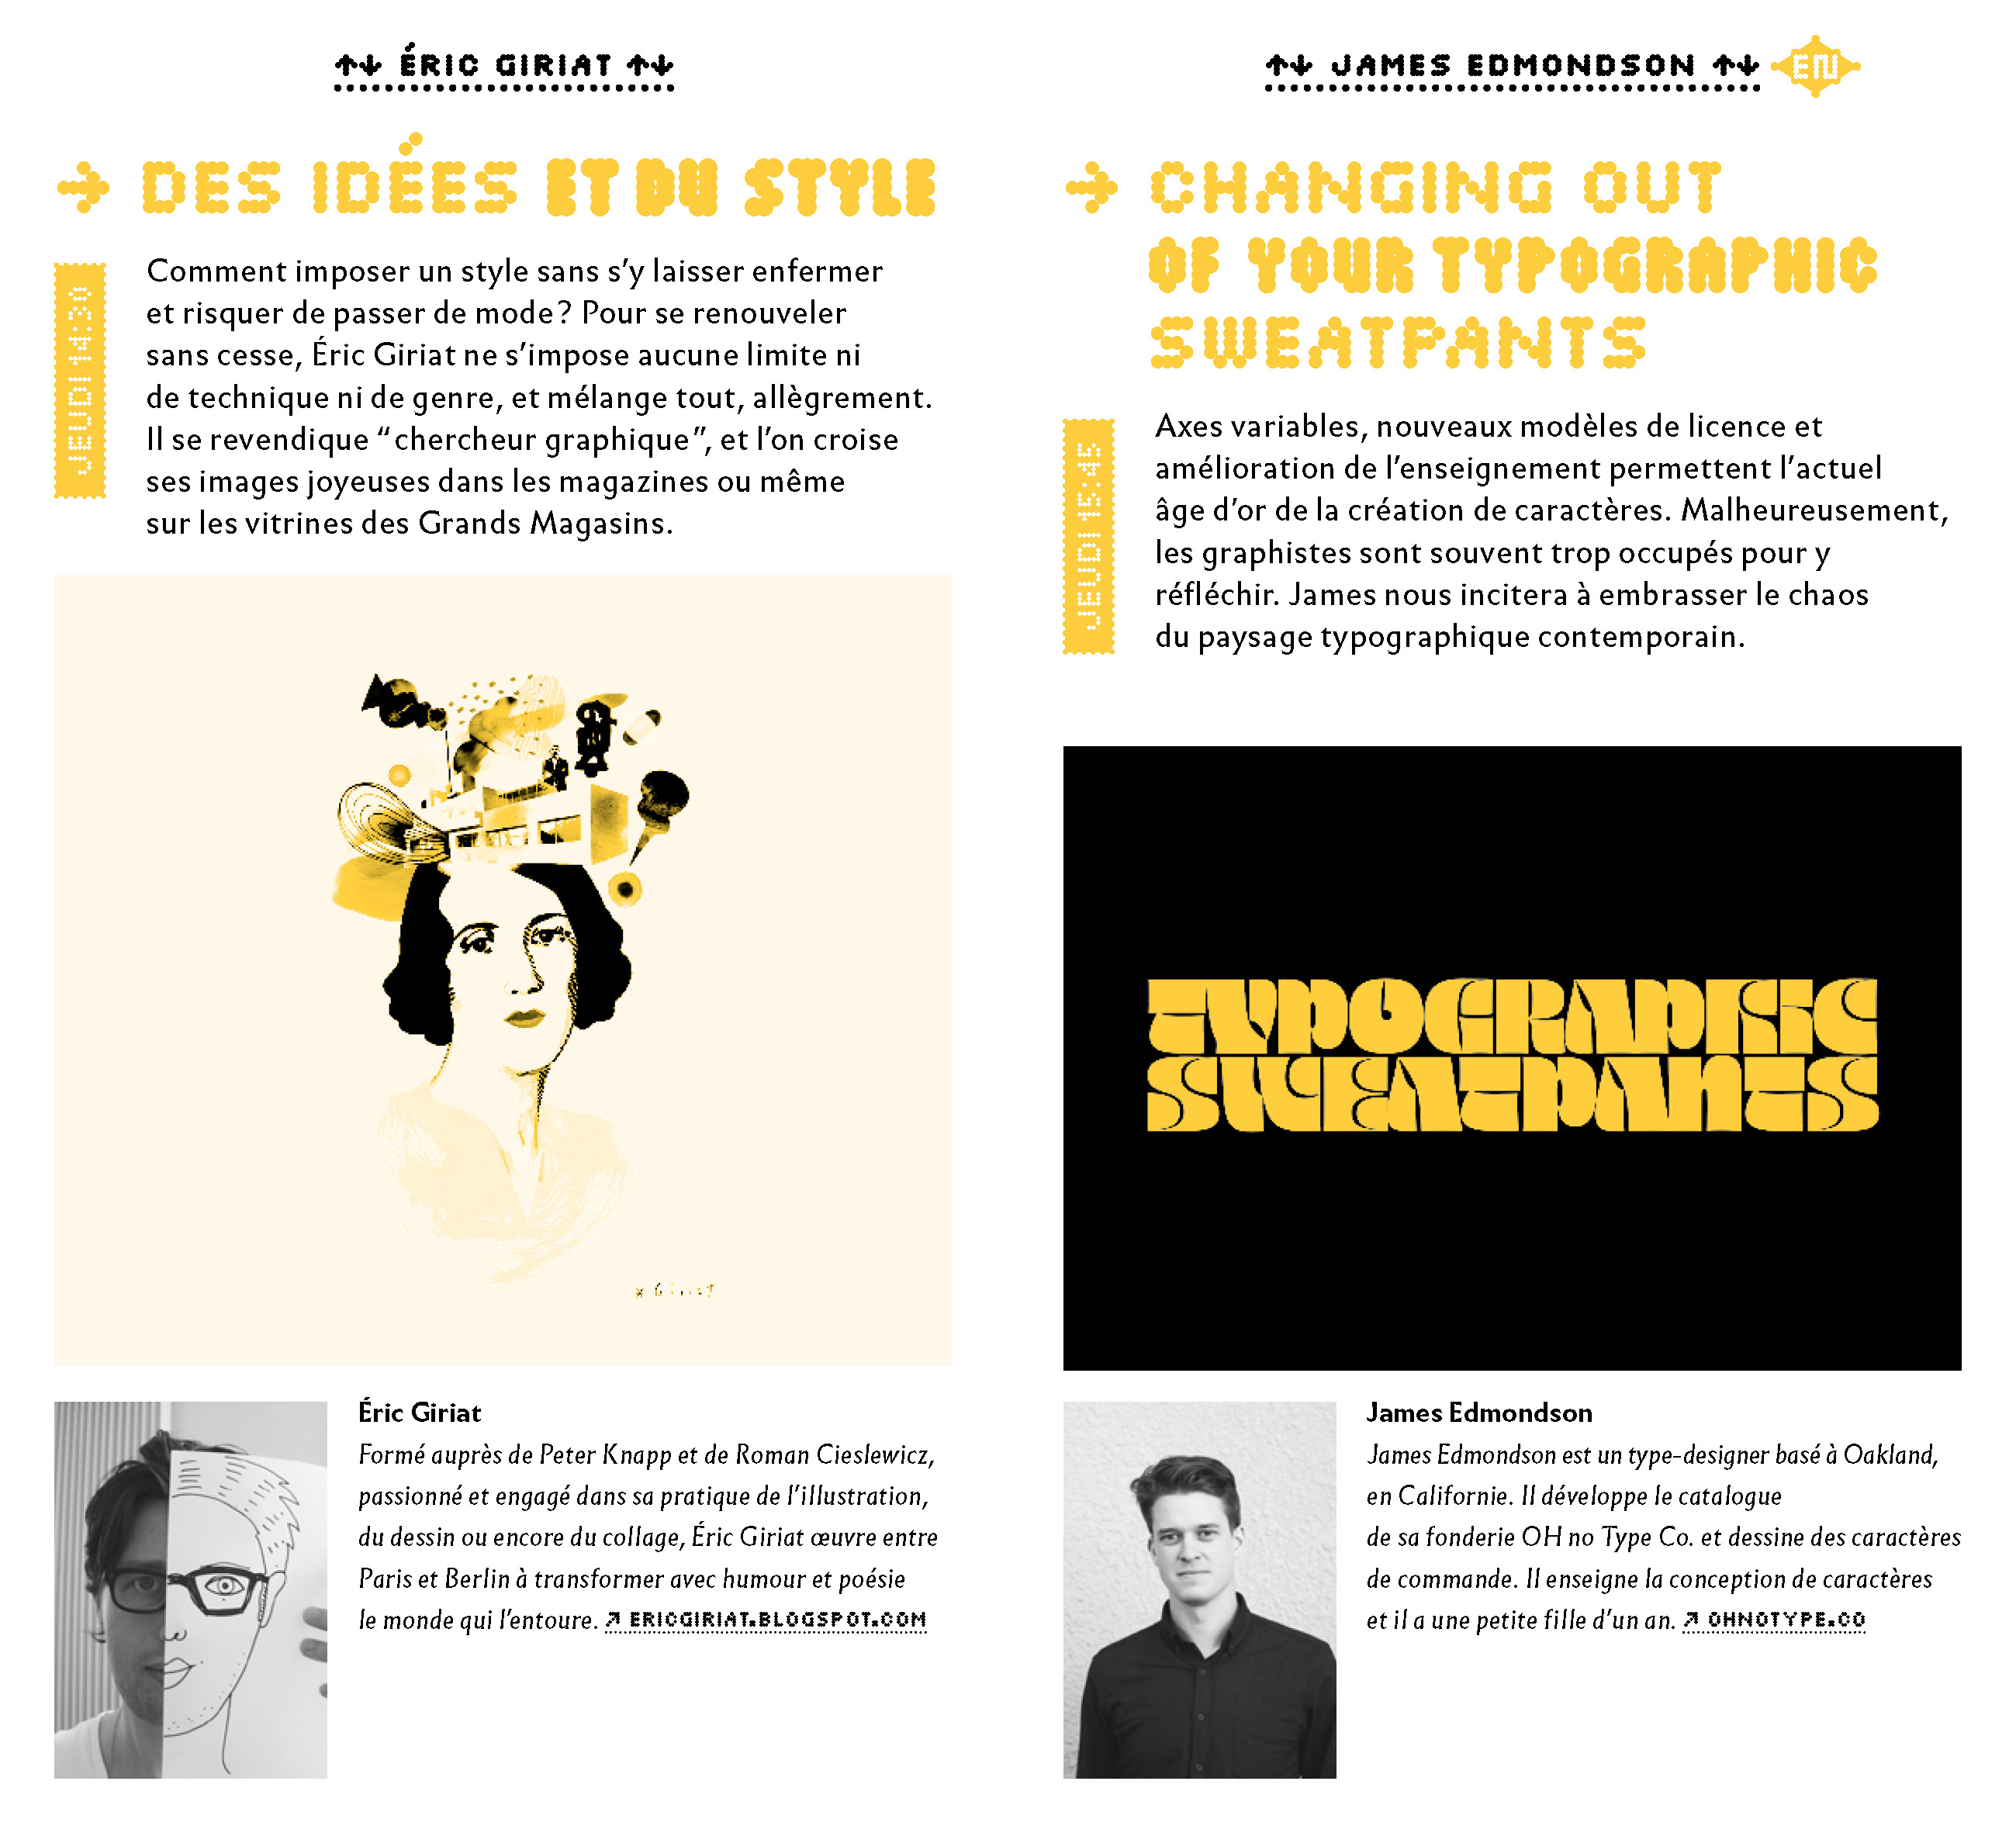 ↑↓ ÉRIC GIRIAT ↑↓
→ DES IDÉES ET DU STYLE
JEUDI 14:30
Comment imposer un style sans s’y laisser enfermer
et risquer de passer de mode ? Pour se renouveler
sans cesse, Éric Giriat ne s’impose aucune limite ni
de technique ni de genre, et mélange tout, allègrement.
Il se revendique “chercheur graphique”, et l’on croise
ses images joyeuses dans les magazines ou même
sur les vitrines des Grands Magasins.
Giriat
Éric Giriat
Formé auprès de Peter Knapp et de Roman Cieslewicz,
passionné et engagé dans sa pratique de l’illustration,
du dessin ou encore du collage, Éric Giriat œuvre entre
Paris et Berlin à transformer avec humour et poésie
le monde qui l’entoure. ↗ ERICGIRIAT.BLOGSPOT.COM
↑↓ JAMES EDMONDSON ↑↓ EN
→ CHANGING OUT
OF YOUR TYPOGRAPHIC
SWEATPANTS
JEUDI 15:45
Axes variables, nouveaux modèles de licence et
amélioration de l’enseignement permettent l’actuel
âge d’or de la création de caractères. Malheureusement,
les graphistes sont souvent trop occupés pour y
réfléchir. James nous incitera à embrasser le chaos
du paysage typographique contemporain.
TYPOGRAPHIC
SWEATPANTS
James Edmondson
James Edmondson est un type-designer basé à Oakland,
en Californie. Il développe le catalogue
de sa fonderie OH no Type Co. et dessine des caractères
de commande. Il enseigne la conception de caractères
et il a une petite fille d’un an. ↗ OHNOTYPE.CO